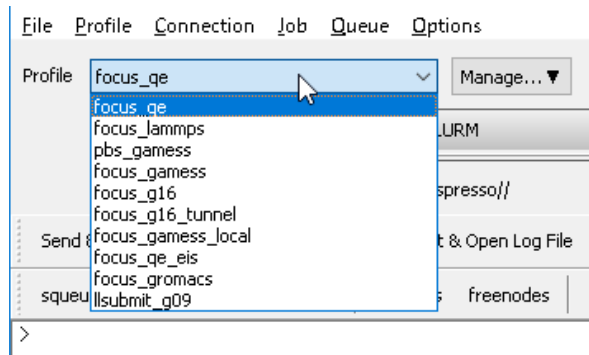 File Profile Connection Job Queue Options
Profile focus_qe Manage...▼
focus_qe
focus_lammps
LURM
pbs_gamess
focus_gamess
focus_g16
spresso//
focus_g16_tunnel
Send
focus_gamess_local
t & Open Log File
focus_qe_eis
focus_gromacs
squeu
freenodes
llsubmit_g09
>